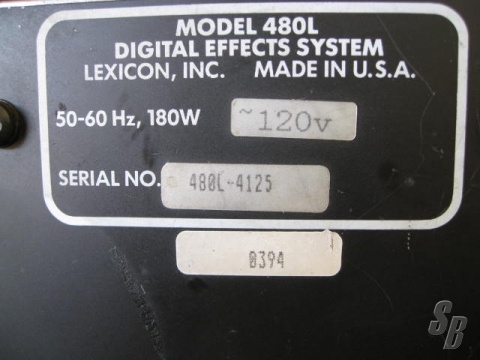 MODEL 480L
DIGITAL EFFECTS SYSTEM
LEXICON, INC. MADE IN U.S.A.
50-60 Hz, 180W ~120v
SERIAL NO. 480L-4125
0394
SB